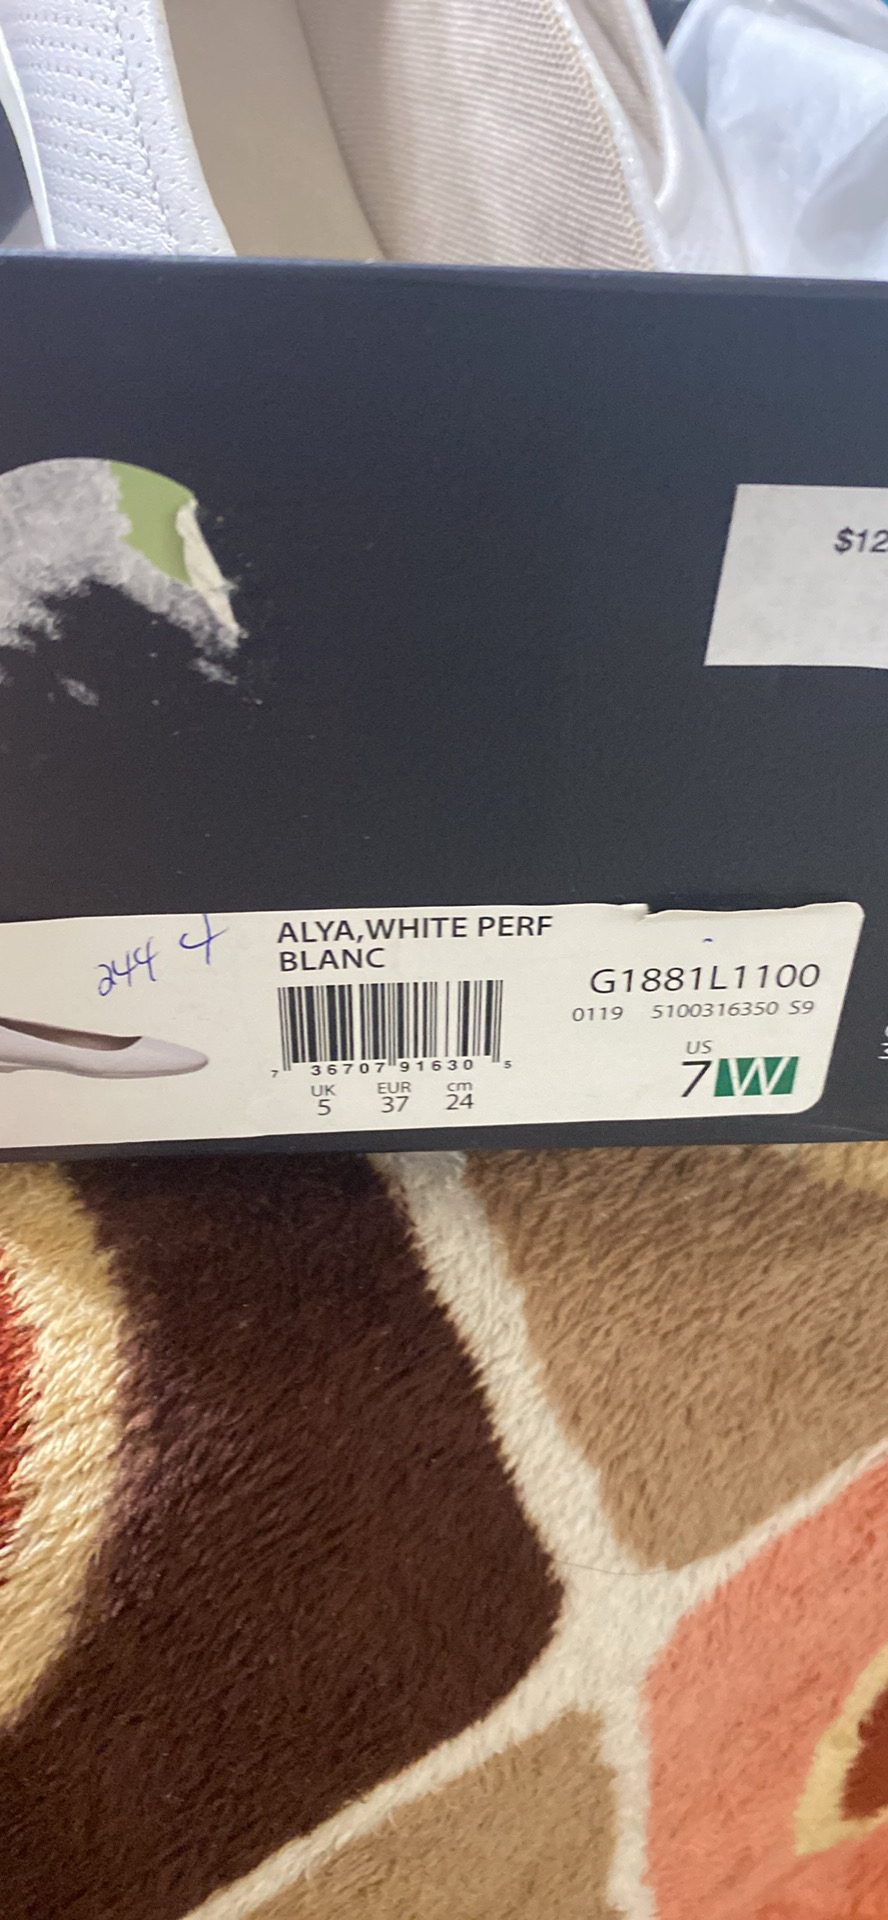 $12
244 4
ALYA,WHITE PERF
BLANC
G1881L1100
0119 5100316350 S9
7 36707 91630 5
UK EUR cm
5 37 24
US
7 W